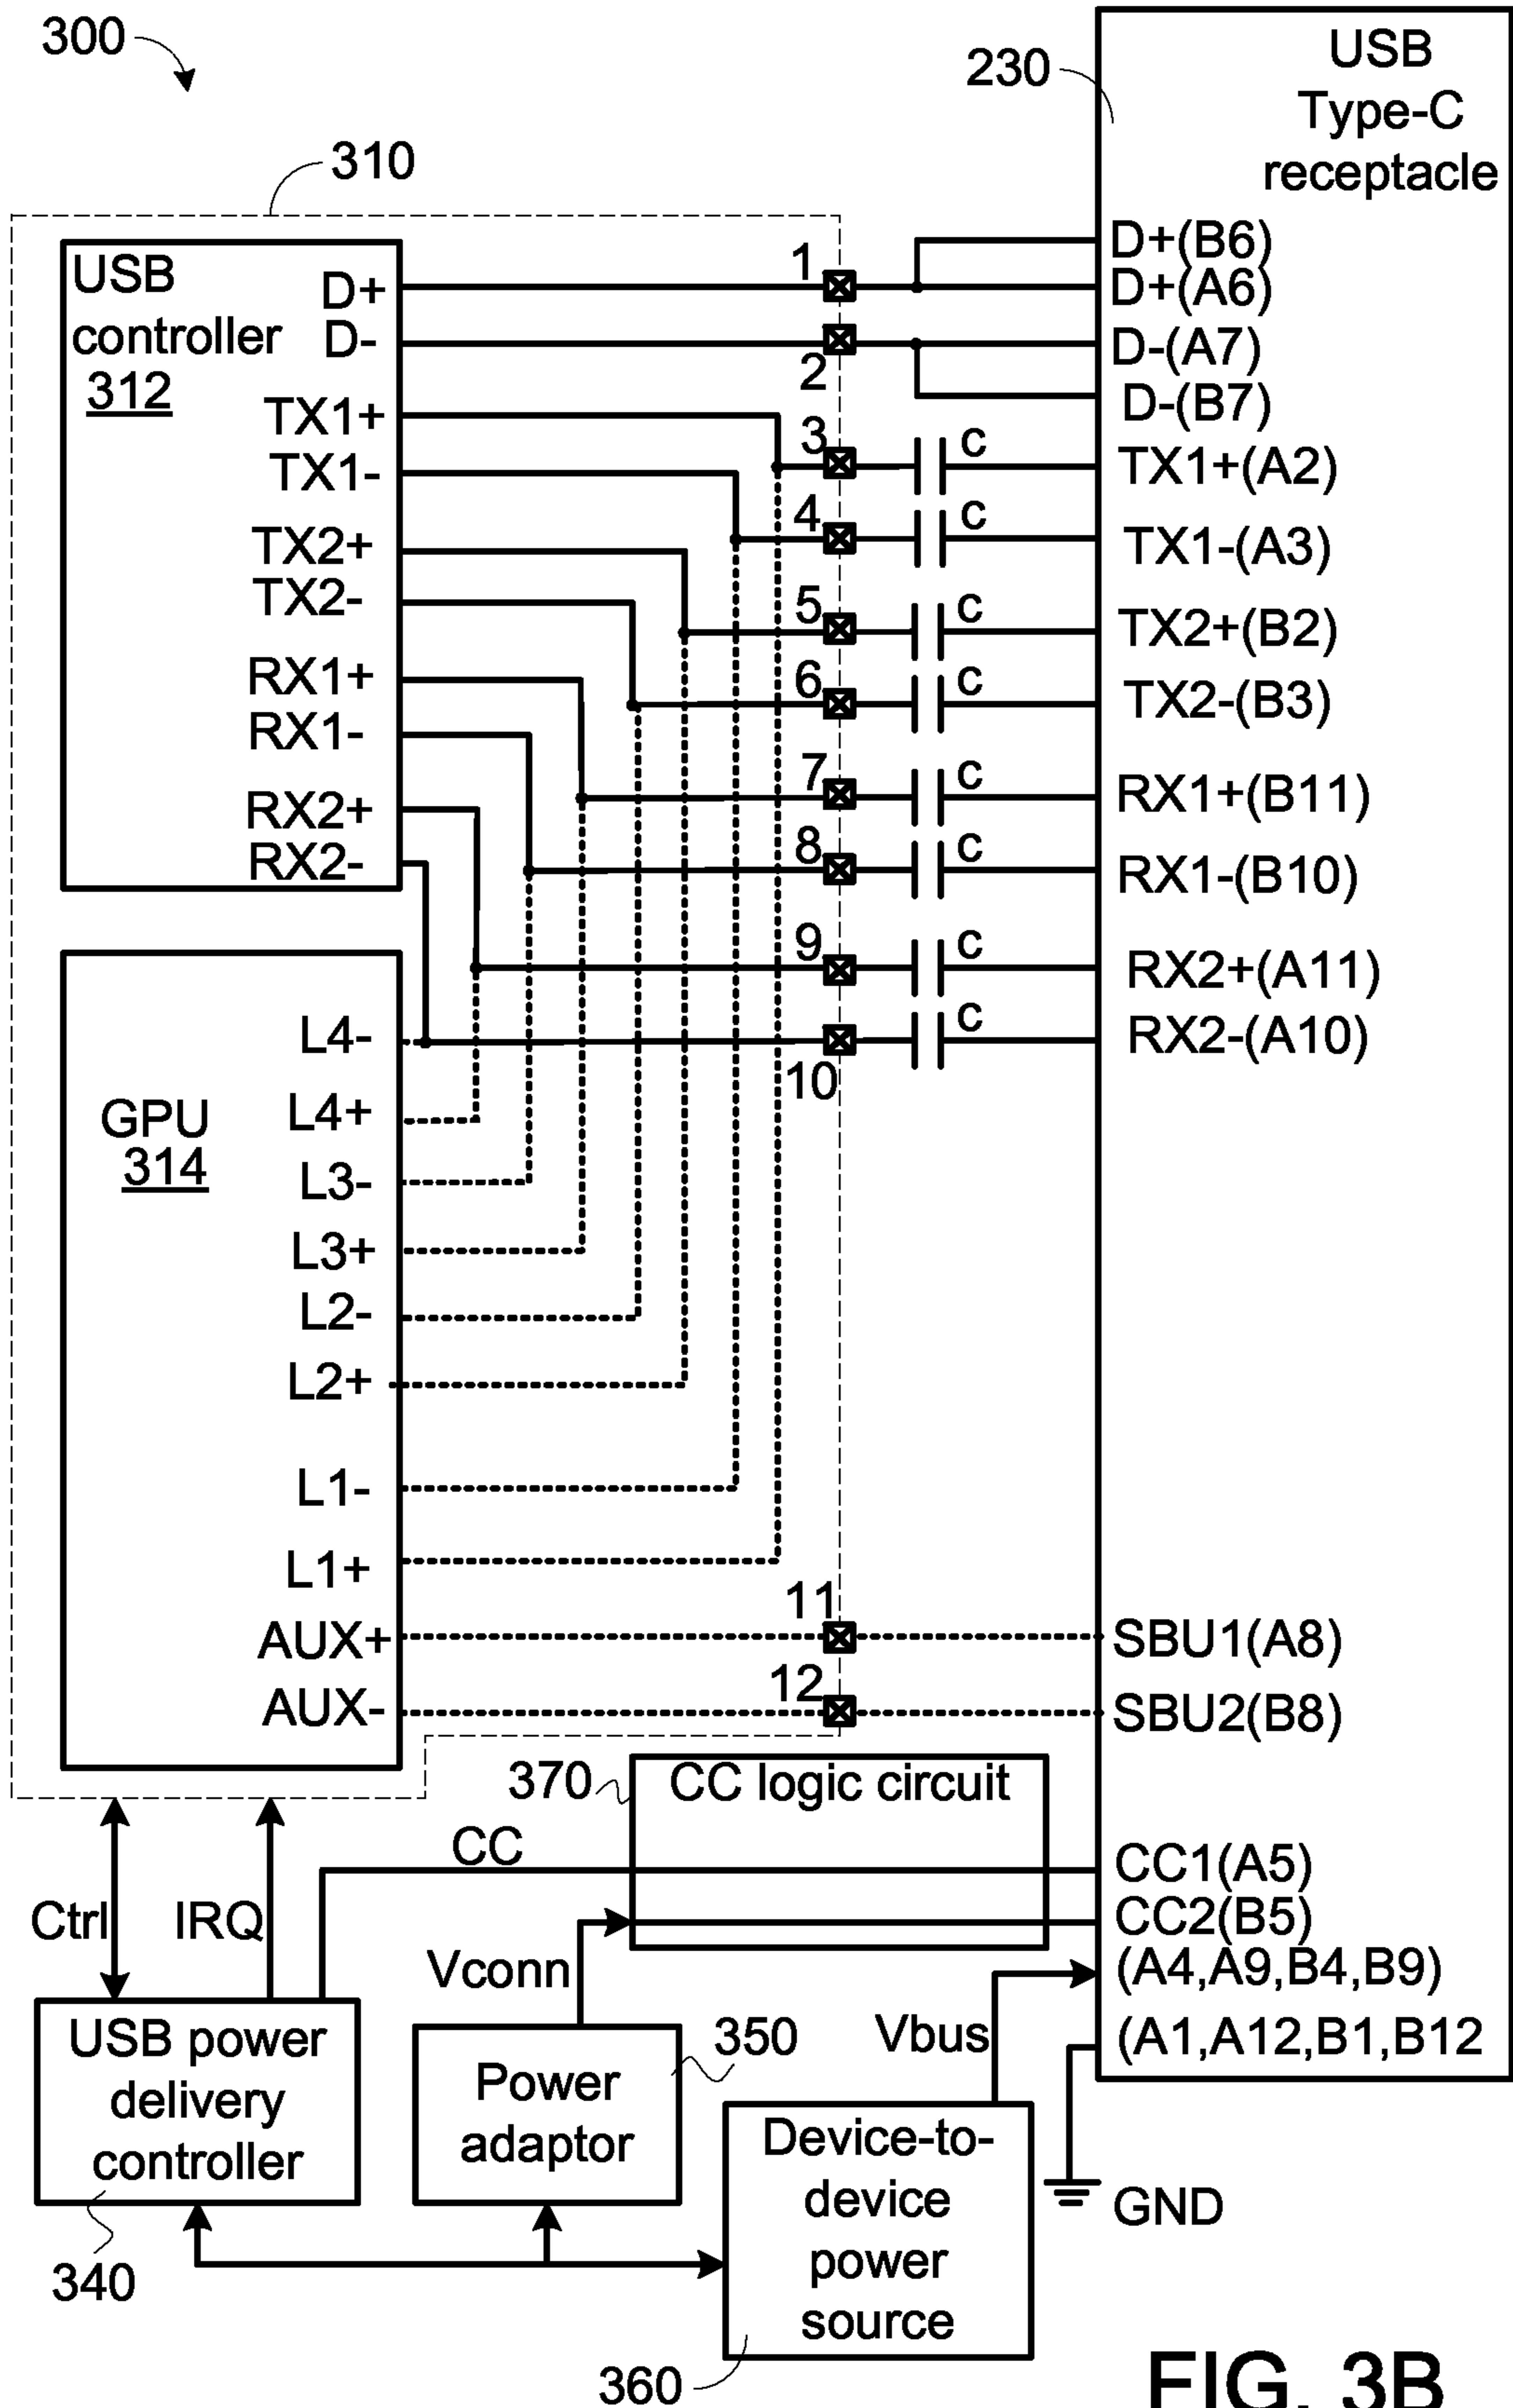 300
310
230
USB
Type-C
receptacle
USB
controller
312
D+
D-
TX1+
TX1-
TX2+
TX2-
RX1+
RX1-
RX2+
RX2-
1
2
3
4
5
6
7
8
9
10
11
12
c
c
c
c
c
c
c
c
D+(B6)
D+(A6)
D-(A7)
D-(B7)
TX1+(A2)
TX1-(A3)
TX2+(B2)
TX2-(B3)
RX1+(B11)
RX1-(B10)
RX2+(A11)
RX2-(A10)
GPU
314
L4-
L4+
L3-
L3+
L2-
L2+
L1-
L1+
AUX+
AUX-
SBU1(A8)
SBU2(B8)
370
CC logic circuit
CC
CC1(A5)
CC2(B5)
(A4,A9,B4,B9)
(A1,A12,B1,B12
Ctrl
IRQ
Vconn
Vbus
USB power
delivery
controller
340
Power
adaptor
350
Device-to-
device
power
source
360
GND
FIG. 3B